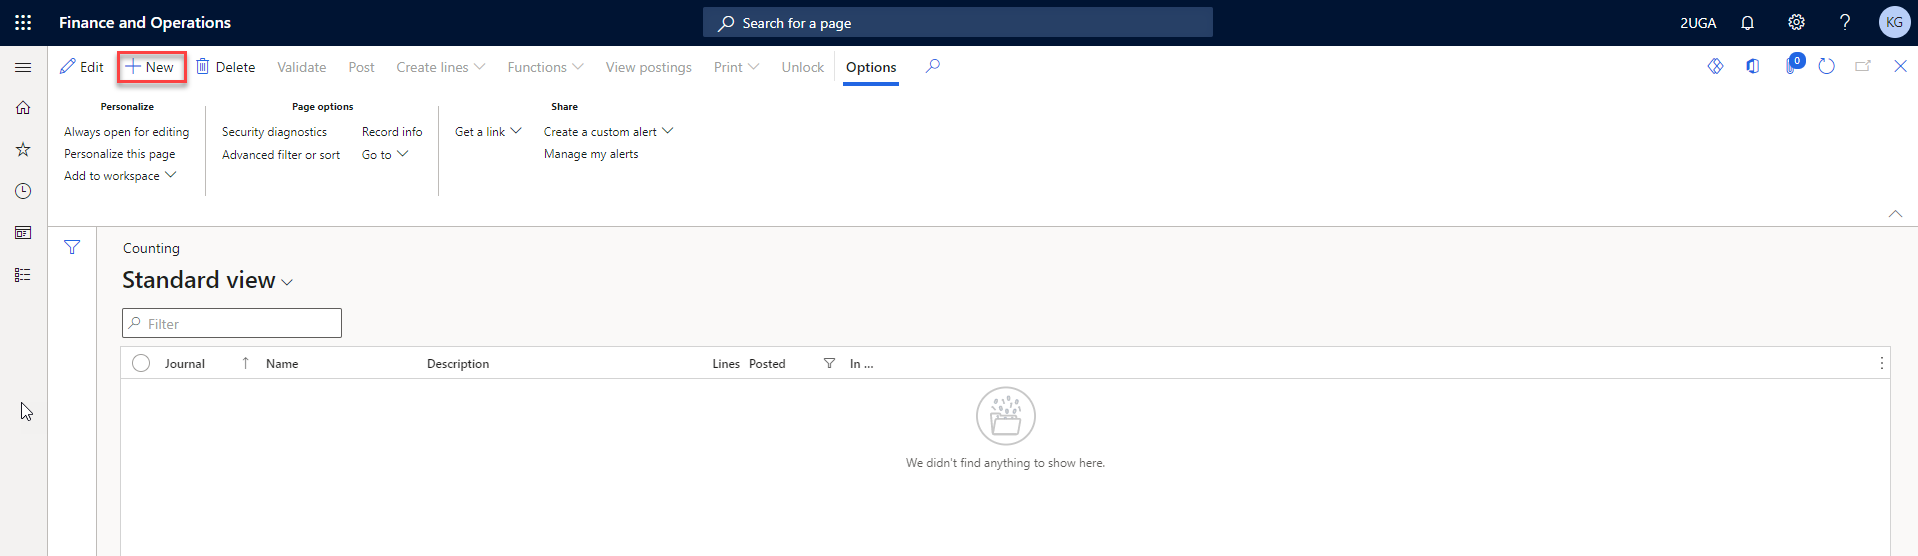 Finance and Operations Search for a page 2UGA ? KG
Edit New Delete Validate Post Create lines Functions View postings Print Unlock Options 0
Personalize Page options Share
Always open for editing Security diagnostics Record info Get a link Create a custom alert
Personalize this page Advanced filter or sort Go to Manage my alerts
Add to workspace
Counting
Standard view
Filter
Journal Name Description Lines Posted In ...
We didn't find anything to show here.